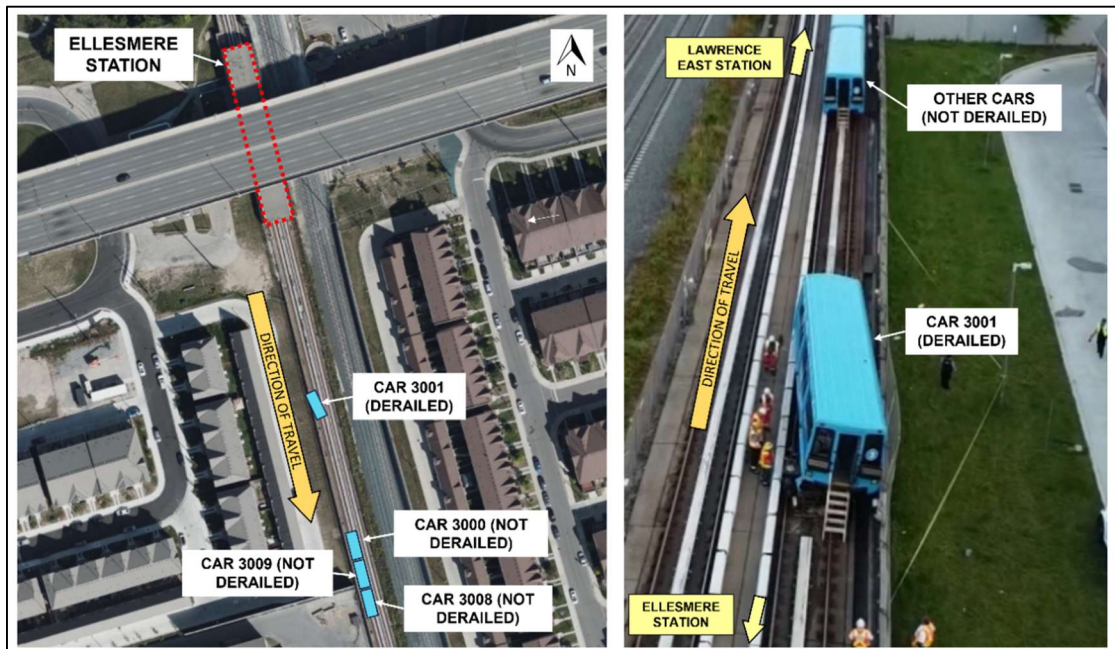 ELLESMERE
STATION
N
DIRECTION OF TRAVEL
CAR 3001
(DERAILED)
CAR 3000 (NOT
DERAILED)
CAR 3009 (NOT
DERAILED)
CAR 3008 (NOT
DERAILED)
LAWRENCE
EAST STATION
OTHER CARS
(NOT DERAILED)
DIRECTION OF TRAVEL
CAR 3001
(DERAILED)
ELLESMERE
STATION